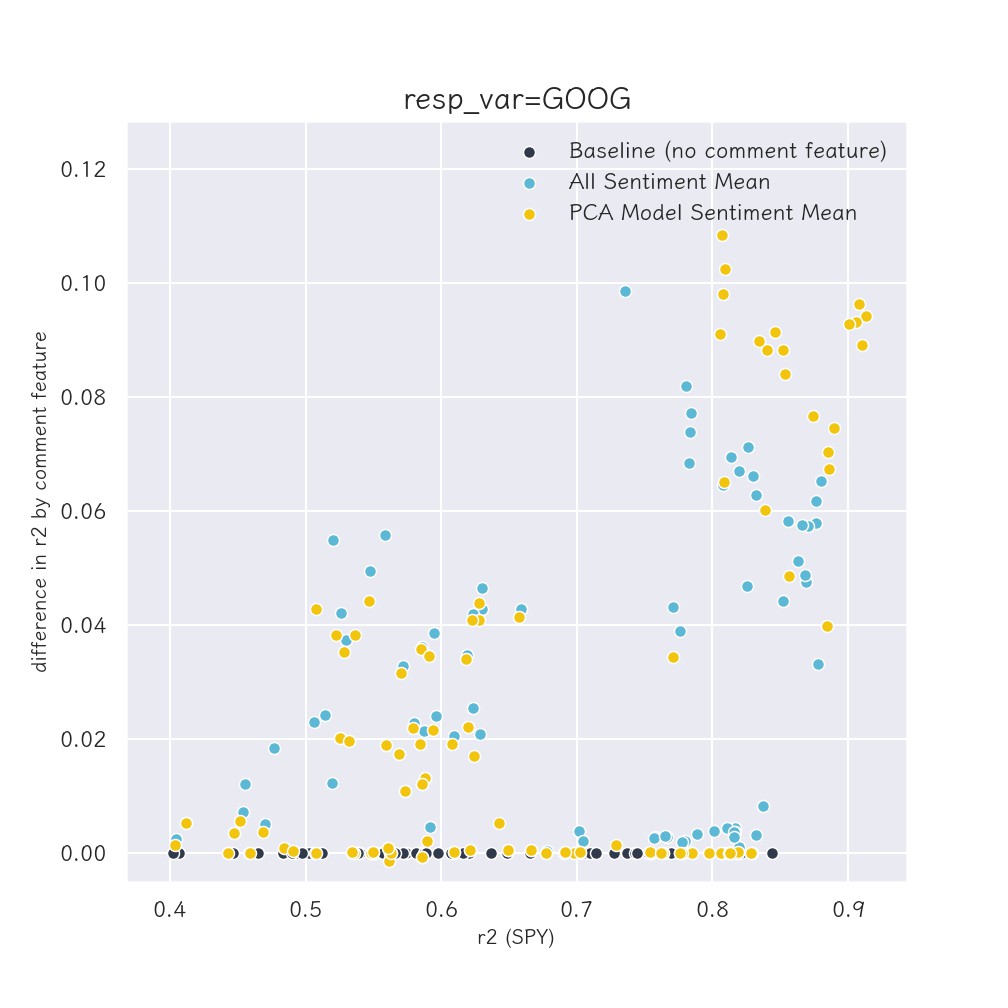 resp_var=GOOG
Baseline (no comment feature)
All Sentiment Mean
PCA Model Sentiment Mean
difference in r2 by comment feature
0.12
0.10
0.08
0.06
0.04
0.02
0.00
0.4 0.5 0.6 0.7 0.8 0.9
r2 (SPY)